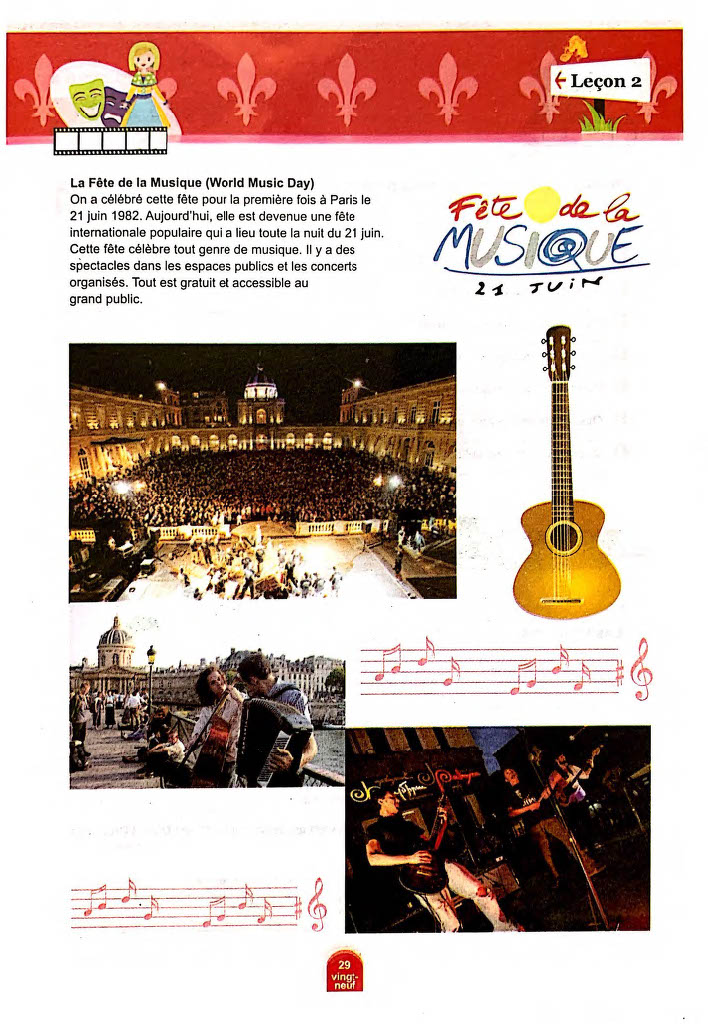 Leçon 2
La Fête de la Musique (World Music Day)
On a célébré cette fête pour la première fois à Paris le
21 juin 1982. Aujourd'hui, elle est devenue une fête
internationale populaire qui a lieu toute la nuit du 21 juin.
Cette fête célèbre tout genre de musique. Il y a des
spectacles dans les espaces publics et les concerts
organisés. Tout est gratuit et accessible au
grand public.
Fête de la
MUSIQUE
21 JUIN
29
vingt-
neuf